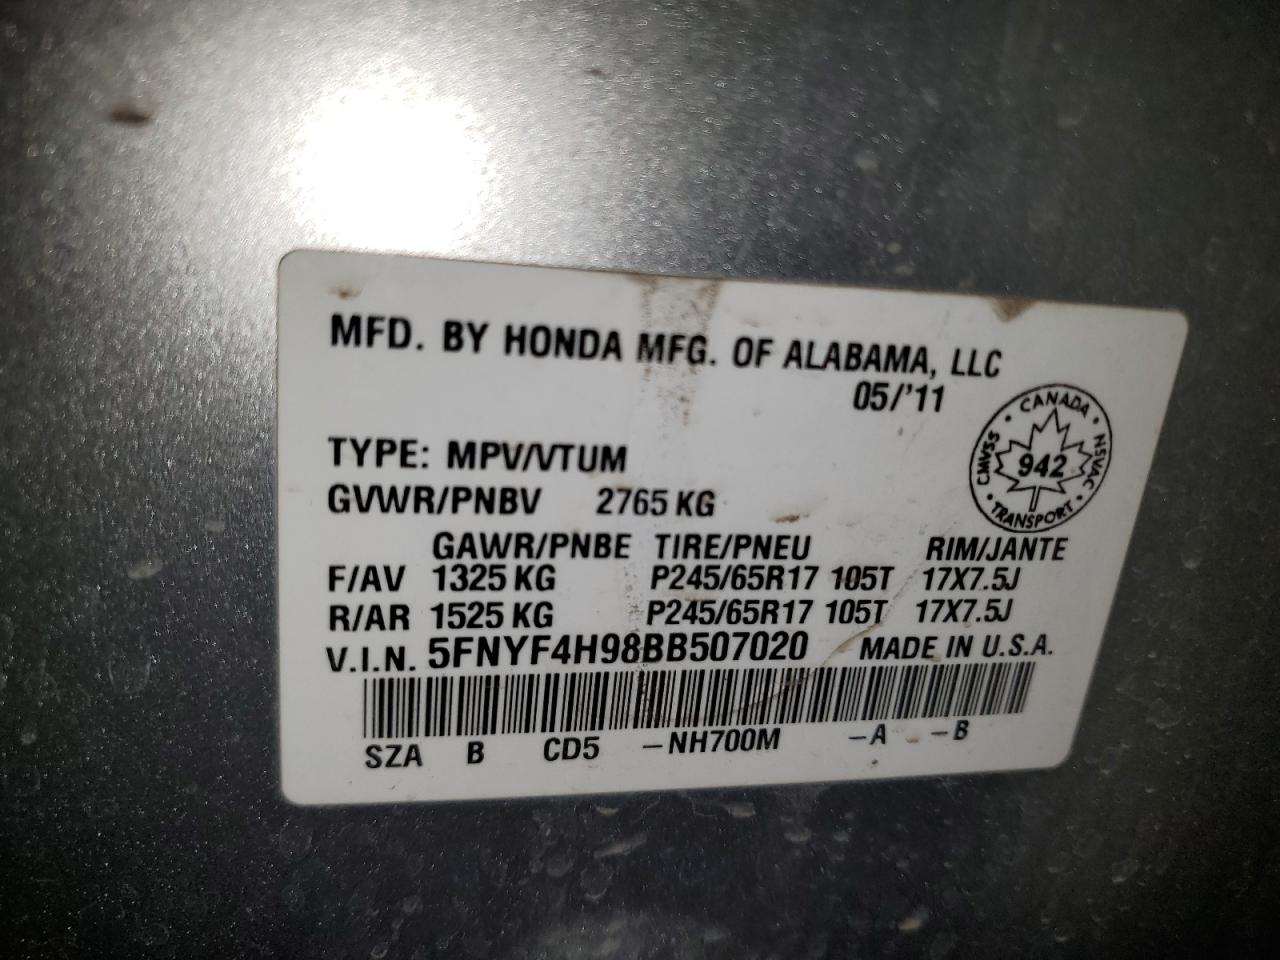 MFD. BY HONDA MFG. OF ALABAMA, LLC
05/'11
CANADA
CMVSS 942 NSVAC
TRANSPORT
TYPE: MPV/VTUM
GVWR/PNBV 2765 KG
GAWR/PNBE TIRE/PNEU RIM/JANTE
F/AV 1325 KG P245/65R17 105T 17X7.5J
R/AR 1525 KG P245/65R17 105T 17X7.5J
V.I.N. 5FNYF4H98BB507020 MADE IN U.S.A.
SZA B CD5 -NH700M -A -B